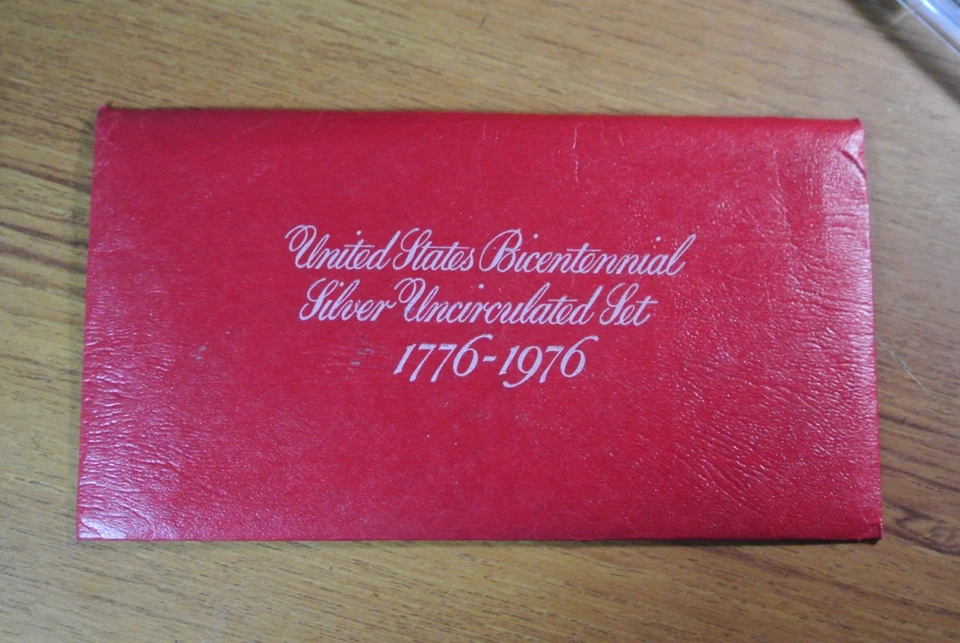 United States Bicentennial
Silver Uncirculated Set
1776-1976